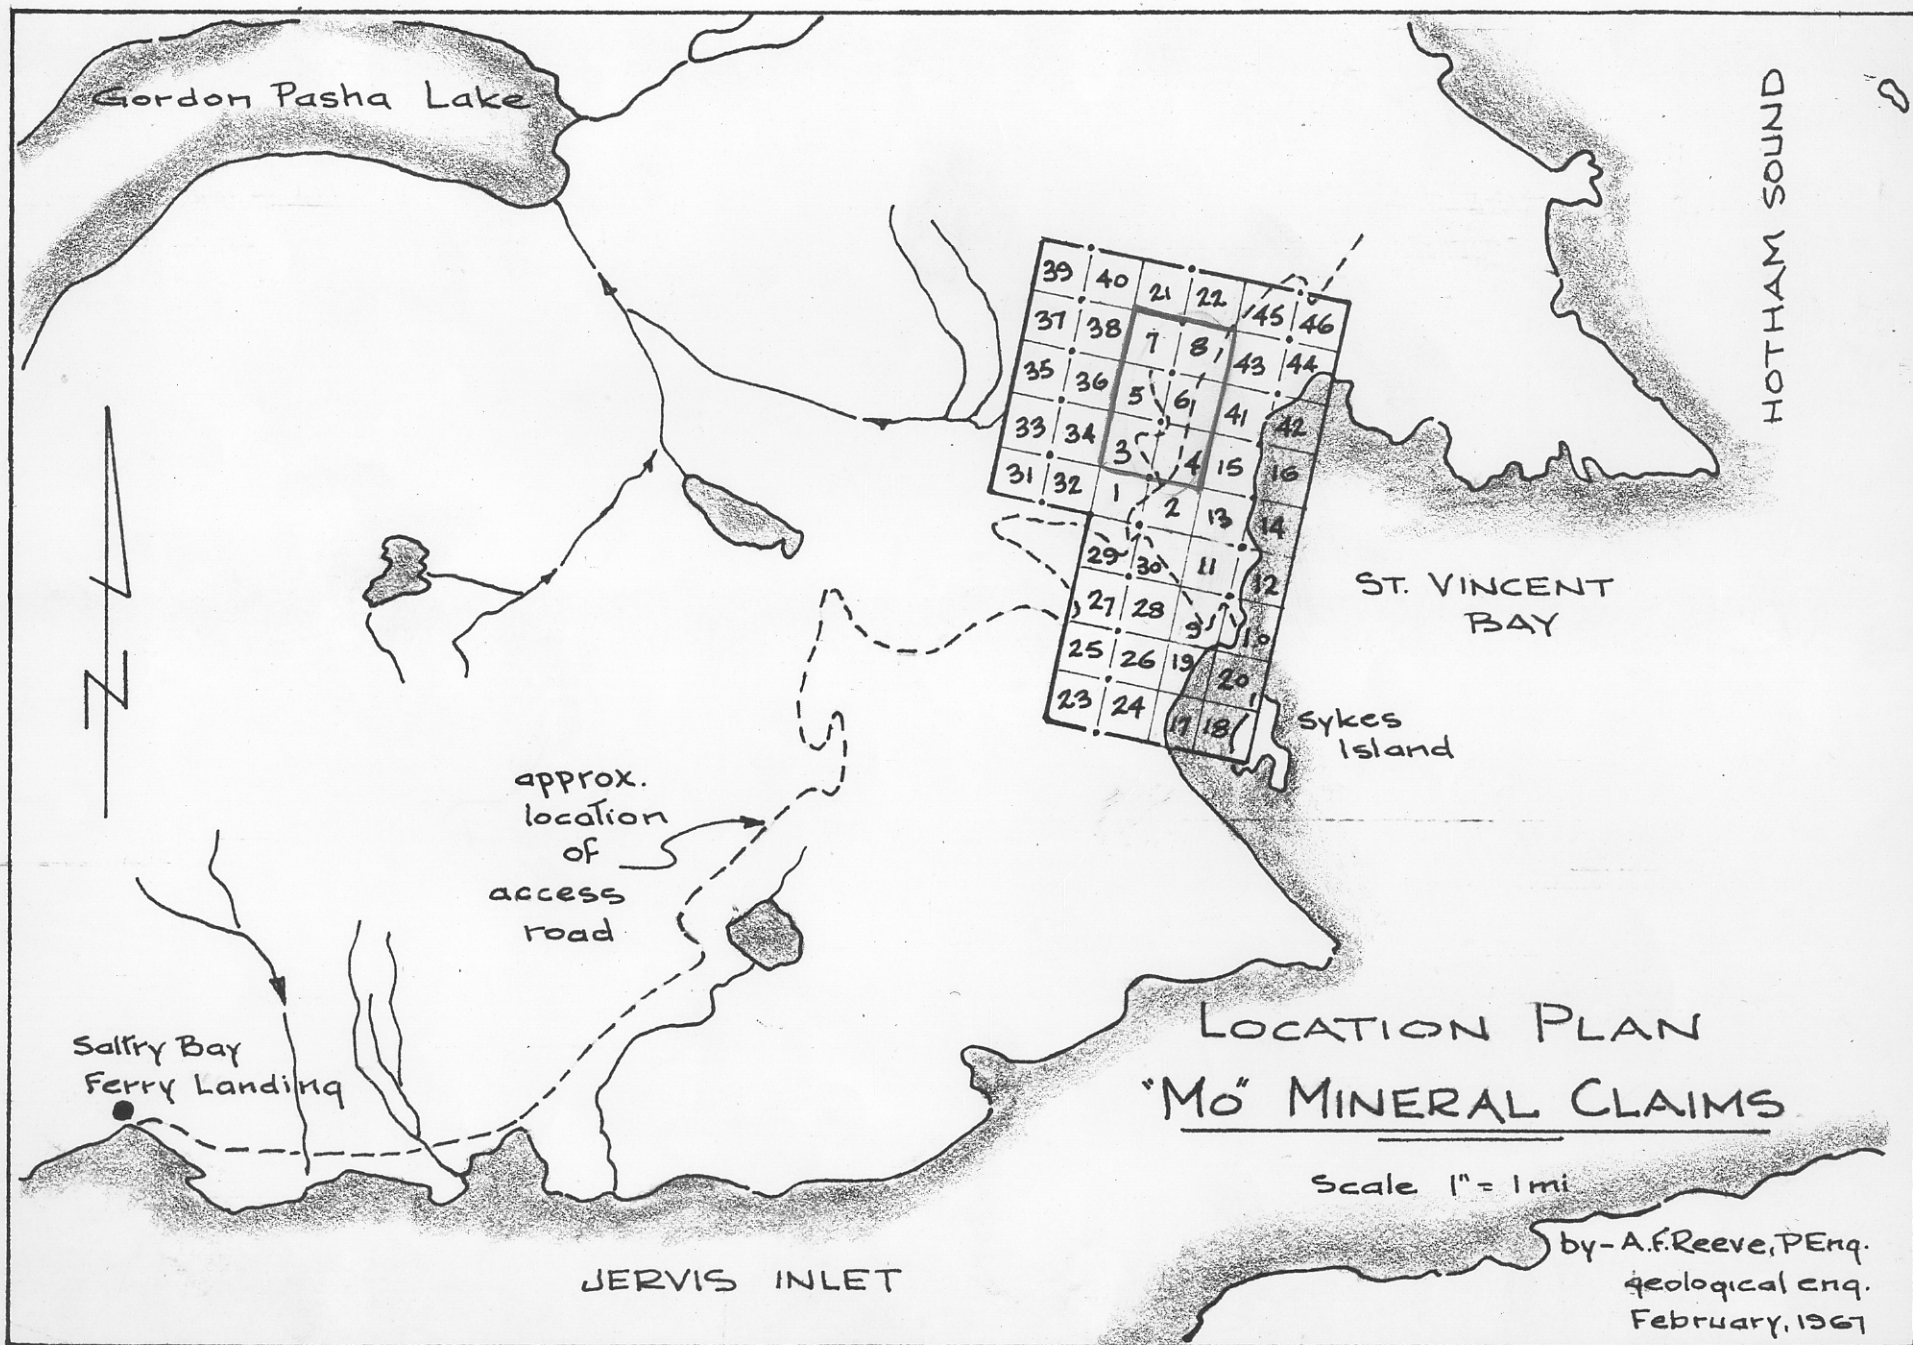 Gordon Pasha Lake
HOTHAM SOUND
39 40 21 22 45 46
37 38 7 8 43 44
35 36 5 6 41 42
33 34 3 4 15 16
31 32 1 2 13 14
29 30 11 12
27 28 9 10
25 26 19 20
23 24 17 18
ST. VINCENT
BAY
Sykes
Island
approx.
location
of
access
road
Saltry Bay
Ferry Landing
JERVIS INLET
LOCATION PLAN
"MO" MINERAL CLAIMS
Scale 1" = 1 mi
by - A.F. Reeve, P Eng.
geological eng.
February, 1967
N